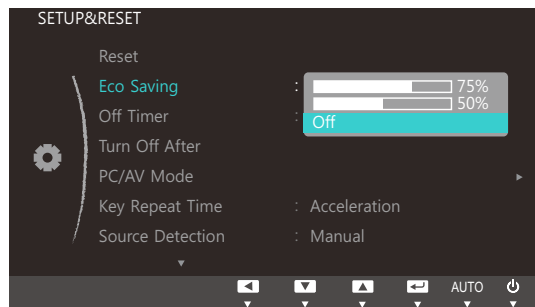 SETUP&RESET
Reset
Eco Saving : 75%
50%
Off Timer : Off
Turn Off After
PC/AV Mode
Key Repeat Time : Acceleration
Source Detection : Manual
AUTO